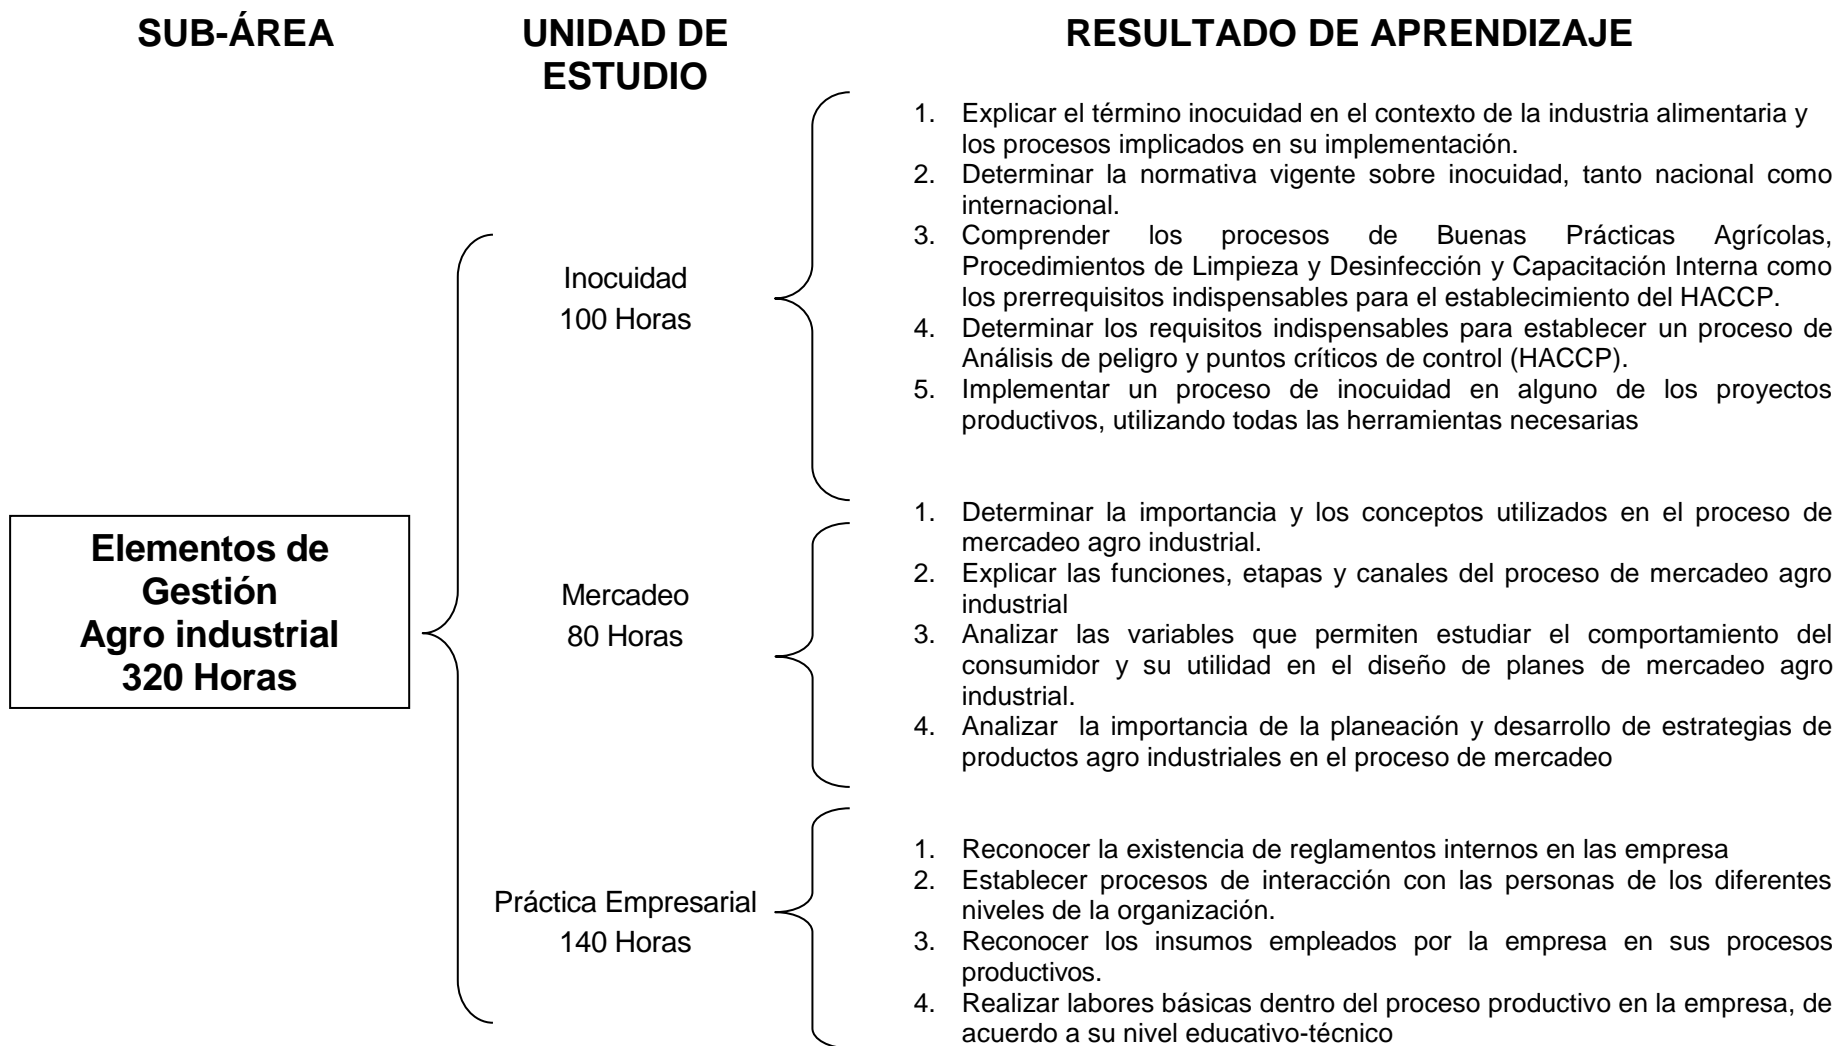 SUB-ÁREA
UNIDAD DE
ESTUDIO
RESULTADO DE APRENDIZAJE
Elementos de
Gestión
Agro industrial
320 Horas
Inocuidad
100 Horas
1. Explicar el término inocuidad en el contexto de la industria alimentaria y
los procesos implicados en su implementación.
2. Determinar la normativa vigente sobre inocuidad, tanto nacional como
internacional.
3. Comprender los procesos de Buenas Prácticas Agrícolas,
Procedimientos de Limpieza y Desinfección y Capacitación Interna como
los prerrequisitos indispensables para el establecimiento del HACCP.
4. Determinar los requisitos indispensables para establecer un proceso de
Análisis de peligro y puntos críticos de control (HACCP).
5. Implementar un proceso de inocuidad en alguno de los proyectos
productivos, utilizando todas las herramientas necesarias
Mercadeo
80 Horas
1. Determinar la importancia y los conceptos utilizados en el proceso de
mercadeo agro industrial.
2. Explicar las funciones, etapas y canales del proceso de mercadeo agro
industrial
3. Analizar las variables que permiten estudiar el comportamiento del
consumidor y su utilidad en el diseño de planes de mercadeo agro
industrial.
4. Analizar la importancia de la planeación y desarrollo de estrategias de
productos agro industriales en el proceso de mercadeo
Práctica Empresarial
140 Horas
1. Reconocer la existencia de reglamentos internos en las empresa
2. Establecer procesos de interacción con las personas de los diferentes
niveles de la organización.
3. Reconocer los insumos empleados por la empresa en sus procesos
productivos.
4. Realizar labores básicas dentro del proceso productivo en la empresa, de
acuerdo a su nivel educativo-técnico